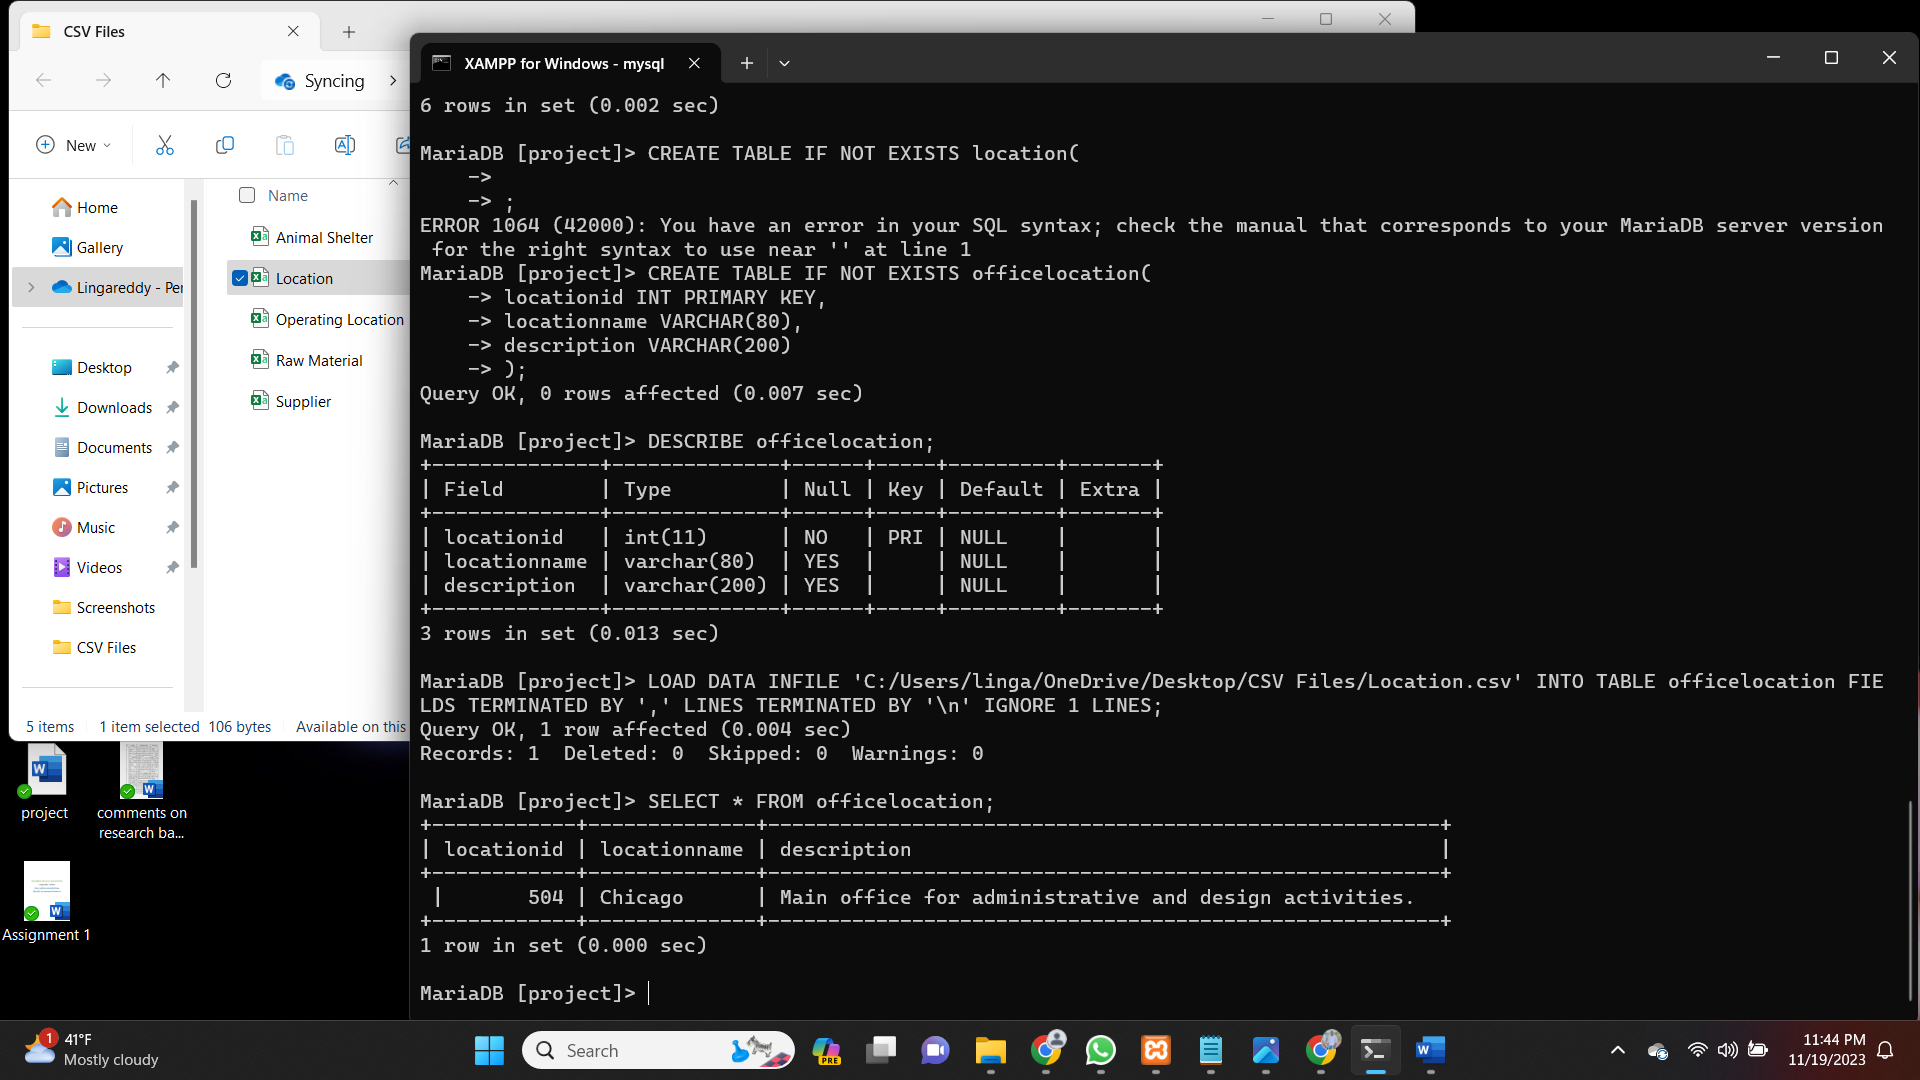 CSV Files
Syncing
New
Name
Home
Gallery
Lingareddy - Per
Desktop
Downloads
Documents
Pictures
Music
Videos
Screenshots
CSV Files
Animal Shelter
Location
Operating Location
Raw Material
Supplier
5 items 1 item selected 106 bytes Available on this
project
comments on
research ba...
Assignment 1
XAMPP for Windows - mysql
6 rows in set (0.002 sec)
MariaDB [project]> CREATE TABLE IF NOT EXISTS location(
->
-> ;
ERROR 1064 (42000): You have an error in your SQL syntax; check the manual that corresponds to your MariaDB server version
for the right syntax to use near '' at line 1
MariaDB [project]> CREATE TABLE IF NOT EXISTS officelocation(
-> locationid INT PRIMARY KEY,
-> locationname VARCHAR(80),
-> description VARCHAR(200)
-> );
Query OK, 0 rows affected (0.007 sec)
MariaDB [project]> DESCRIBE officelocation;
+--------------+--------------+------+-----+---------+-------+
| Field        | Type         | Null | Key | Default | Extra |
+--------------+--------------+------+-----+---------+-------+
| locationid   | int(11)      | NO   | PRI | NULL    |       |
| locationname | varchar(80)  | YES  |     | NULL    |       |
| description  | varchar(200) | YES  |     | NULL    |       |
+--------------+--------------+------+-----+---------+-------+
3 rows in set (0.013 sec)
MariaDB [project]> LOAD DATA INFILE 'C:/Users/linga/OneDrive/Desktop/CSV Files/Location.csv' INTO TABLE officelocation FIE
LDS TERMINATED BY ',' LINES TERMINATED BY '\n' IGNORE 1 LINES;
Query OK, 1 row affected (0.004 sec)
Records: 1  Deleted: 0  Skipped: 0  Warnings: 0
MariaDB [project]> SELECT * FROM officelocation;
+------------+--------------+--------------------------------------------------------+
| locationid | locationname | description                                            |
+------------+--------------+--------------------------------------------------------+
|       504 | Chicago      | Main office for administrative and design activities.
+------------+--------------+--------------------------------------------------------+
1 row in set (0.000 sec)
MariaDB [project]>
1
41°F
Mostly cloudy
Search
PRE
11:44 PM
11/19/2023